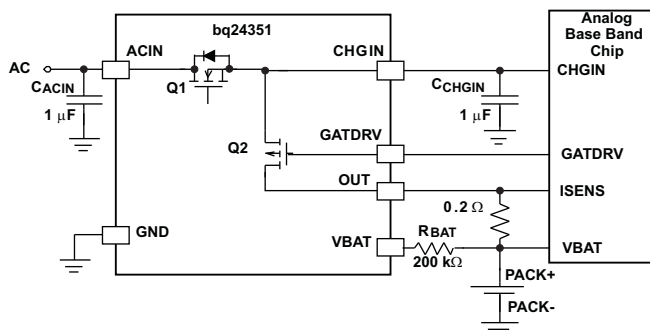 bq24351
Analog
Base Band
Chip
AC
ACIN
CHGIN
CHGIN
CACIN
1 μF
Q1
CCHGIN
1 μF
Q2
GATDRV
GATDRV
OUT
ISENS
0.2 Ω
GND
VBAT
RBAT
200 kΩ
VBAT
PACK+
PACK-